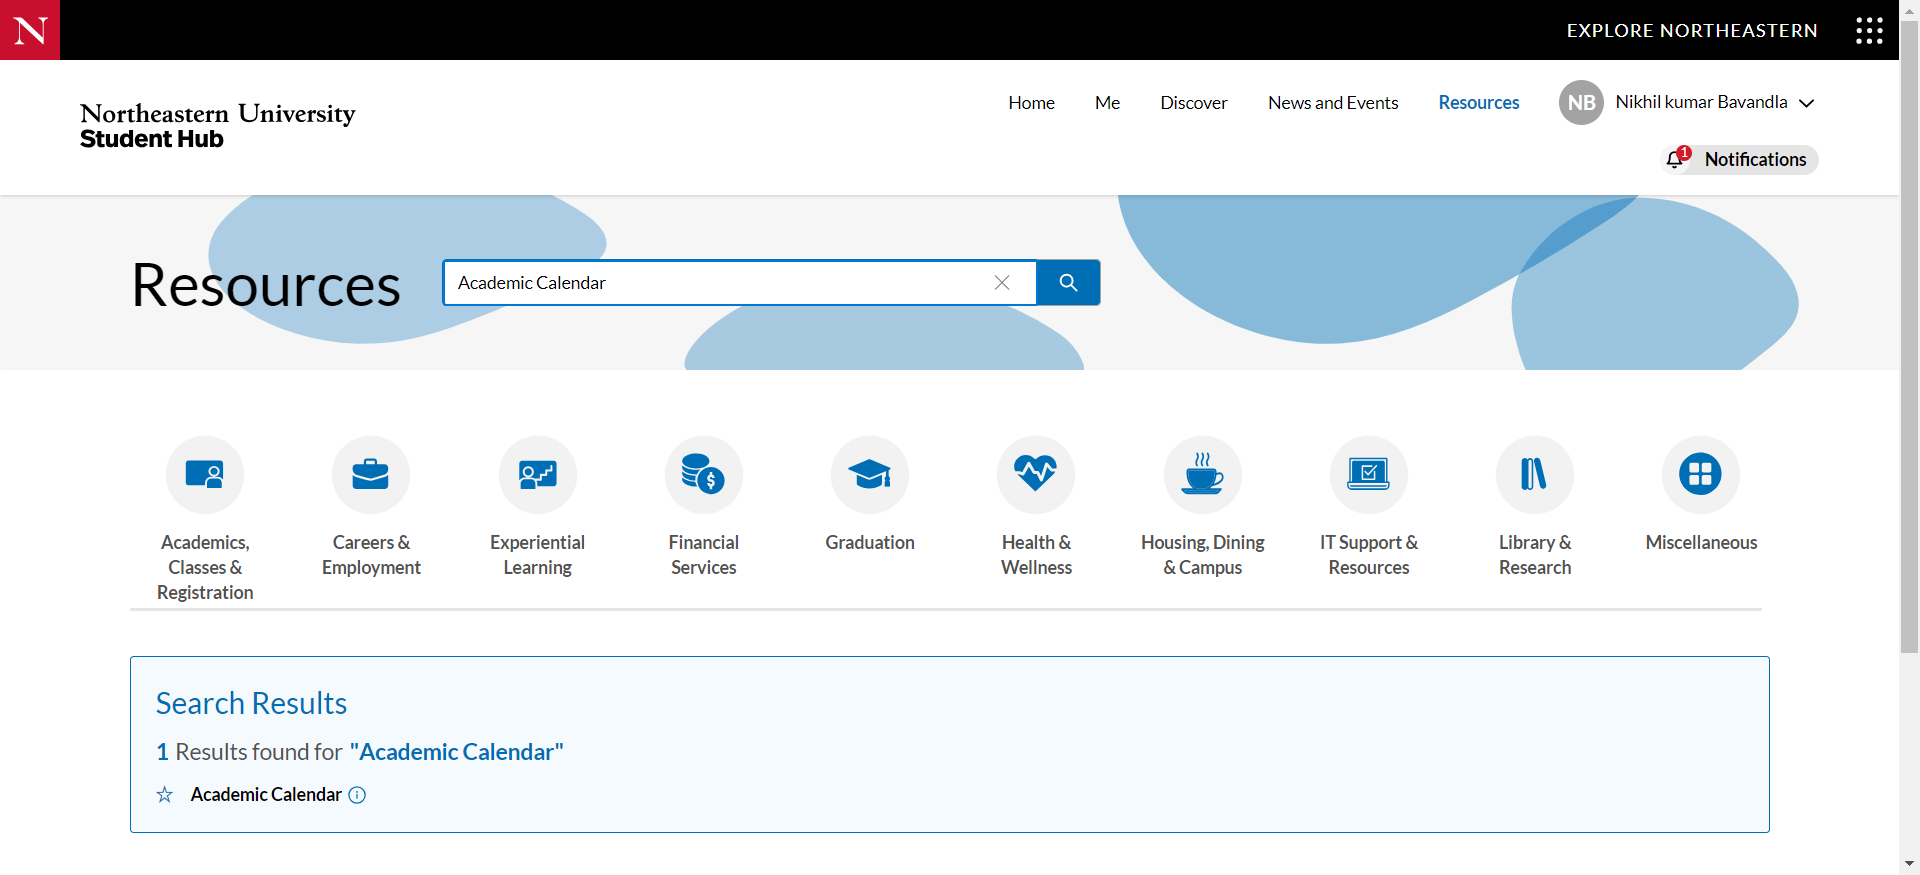 N
EXPLORE NORTHEASTERN
Northeastern University
Student Hub
Home Me Discover News and Events Resources NB Nikhil kumar Bavandla
1 Notifications
Resources
Academic Calendar
Academics,
Classes &
Registration
Careers &
Employment
Experiential
Learning
Financial
Services
Graduation
Health &
Wellness
Housing, Dining
& Campus
IT Support &
Resources
Library &
Research
Miscellaneous
Search Results
1 Results found for "Academic Calendar"
Academic Calendar